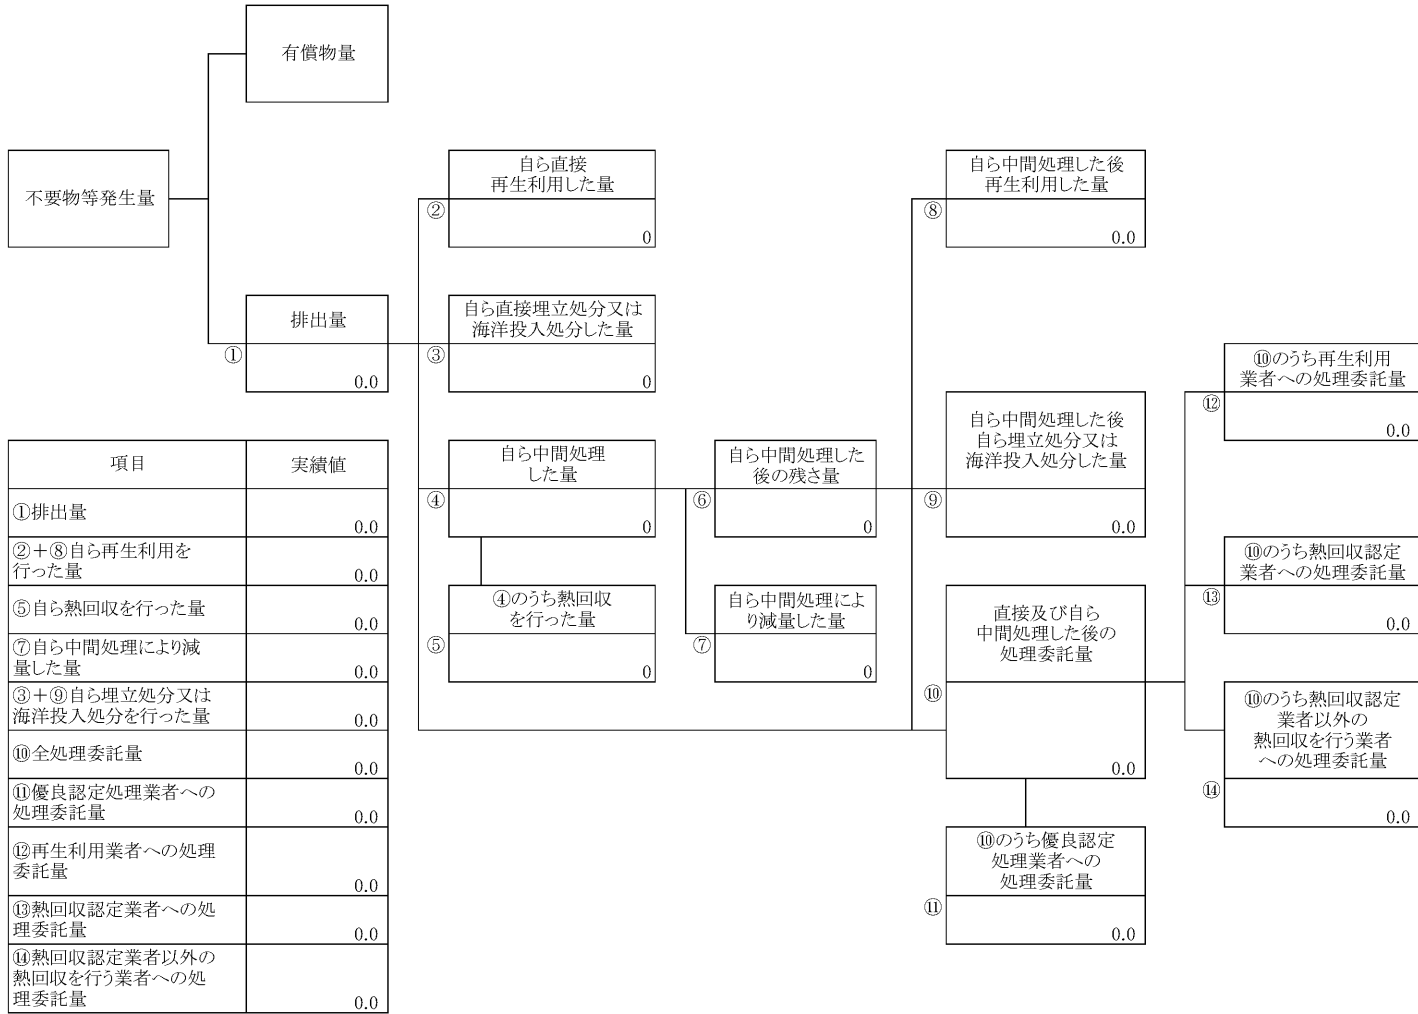 有償物量
不要物等発生量
排出量
①
0.0
自ら直接
再生利用した量
②
0
自ら直接埋立処分又は
海洋投入処分した量
③
0
自ら中間処理
した量
④
0
④のうち熱回収
を行った量
⑤
0
自ら中間処理した
後の残さ量
⑥
0
自ら中間処理によ
り減量した量
⑦
0
自ら中間処理した後
再生利用した量
⑧
0.0
自ら中間処理した後
自ら埋立処分又は
海洋投入処分した量
⑨
0.0
直接及び自ら
中間処理した後の
処理委託量
⑩
0.0
⑩のうち優良認定
処理業者への
処理委託量
⑪
0.0
⑩のうち再生利用
業者への処理委託量
⑫
0.0
⑩のうち熱回収認定
業者への処理委託量
⑬
0.0
⑩のうち熱回収認定
業者以外の
熱回収を行う業者
への処理委託量
⑭
0.0
項目 実績値
①排出量
0.0
②+⑧自ら再生利用を
行った量 0.0
⑤自ら熱回収を行った量
0.0
⑦自ら中間処理により減
量した量 0.0
③+⑨自ら埋立処分又は
海洋投入処分を行った量 0.0
⑩全処理委託量
0.0
⑪優良認定処理業者への
処理委託量 0.0
⑫再生利用業者への処理
委託量
0.0
⑬熱回収認定業者への処
理委託量 0.0
⑭熱回収認定業者以外の
熱回収を行う業者への処
理委託量 0.0